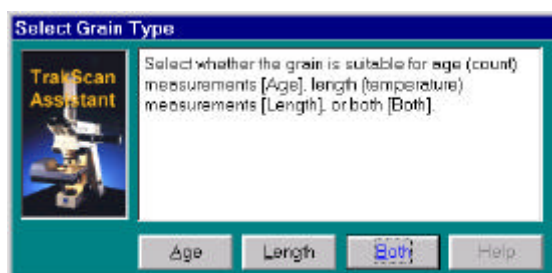 Select Grain Type
TrakScan
Assistant
Select whether the grain is suitable for age (count)
measurements [Age], length (temperature)
measurements [Length], or both [Both].
Age
Length
Both
Help